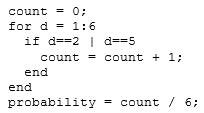 count = 0;
for d = 1:6
  if d==2 | d==5
    count = count + 1;
  end
end
probability = count / 6;